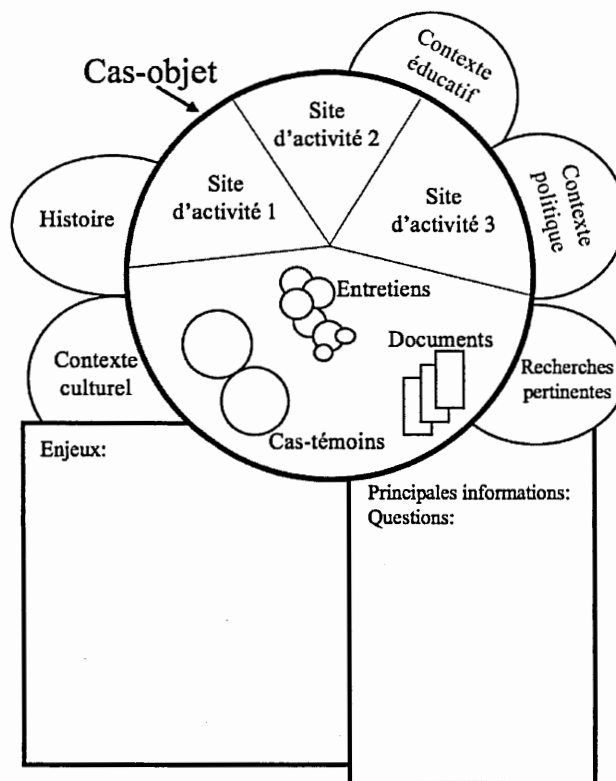 Cas-objet
Contexte
éducatif
Site
d'activité 2
Site
d'activité 1
Site
d'activité 3
Contexte
politique
Histoire
Entretiens
Documents
Contexte
culturel
Recherches
pertinentes
Cas-témoins
Enjeux:
Principales informations:
Questions: